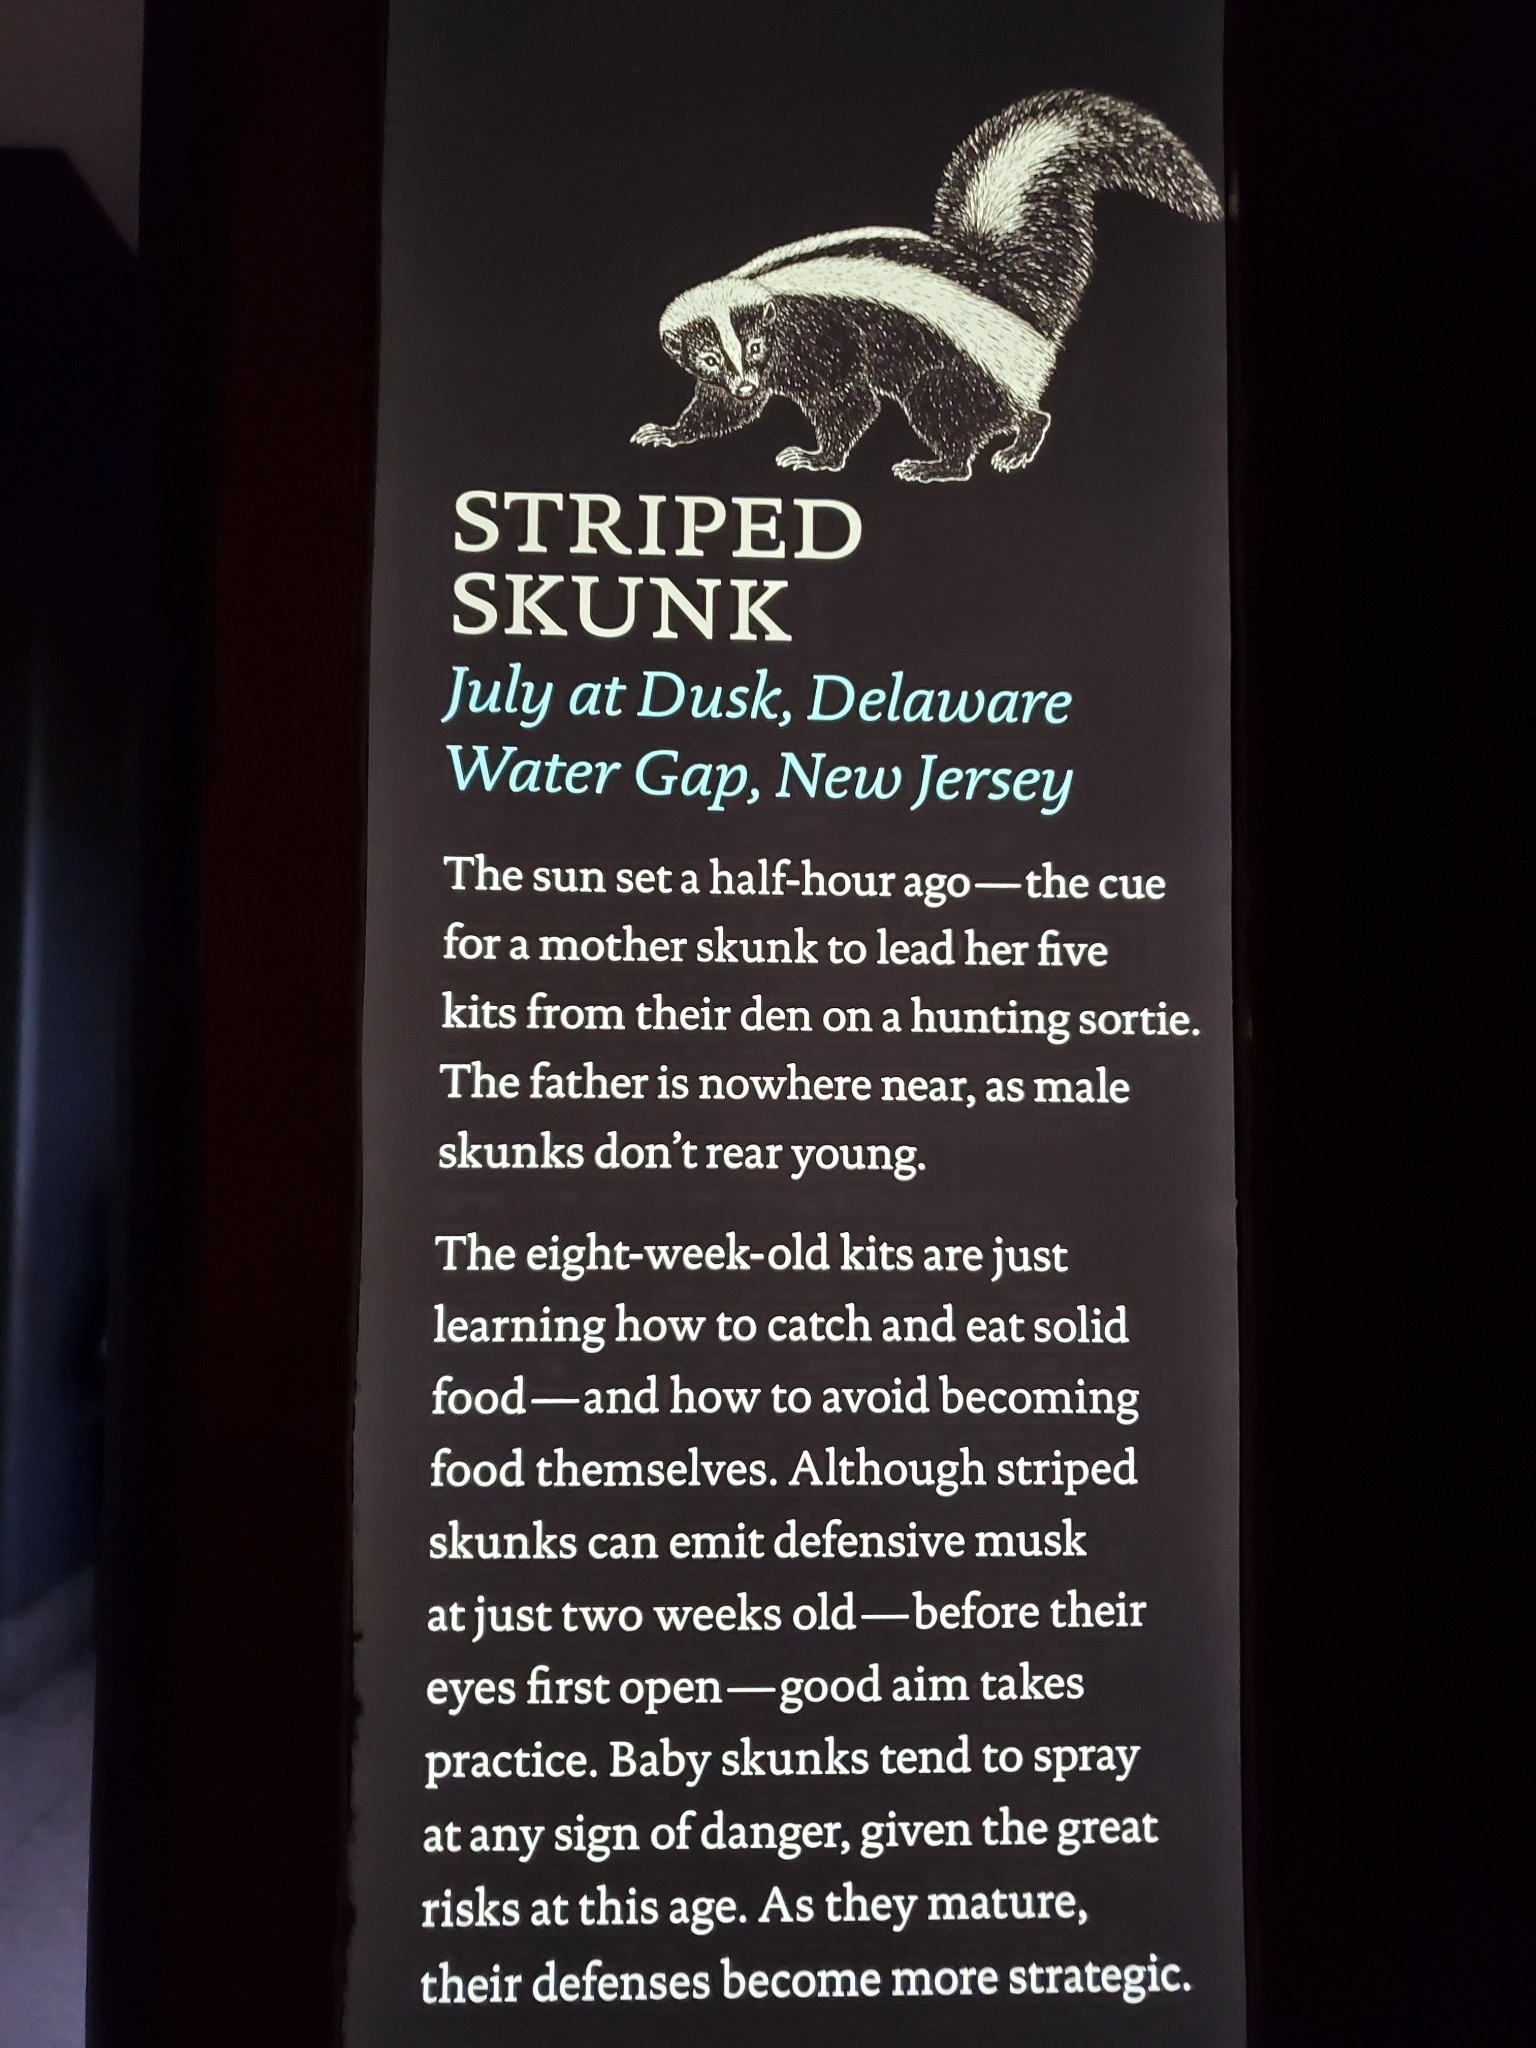 STRIPED
SKUNK
July at Dusk, Delaware
Water Gap, New Jersey
The sun set a half-hour ago—the cue
for a mother skunk to lead her five
kits from their den on a hunting sortie.
The father is nowhere near, as male
skunks don’t rear young.
The eight-week-old kits are just
learning how to catch and eat solid
food—and how to avoid becoming
food themselves. Although striped
skunks can emit defensive musk
at just two weeks old—before their
eyes first open—good aim takes
practice. Baby skunks tend to spray
at any sign of danger, given the great
risks at this age. As they mature,
their defenses become more strategic.